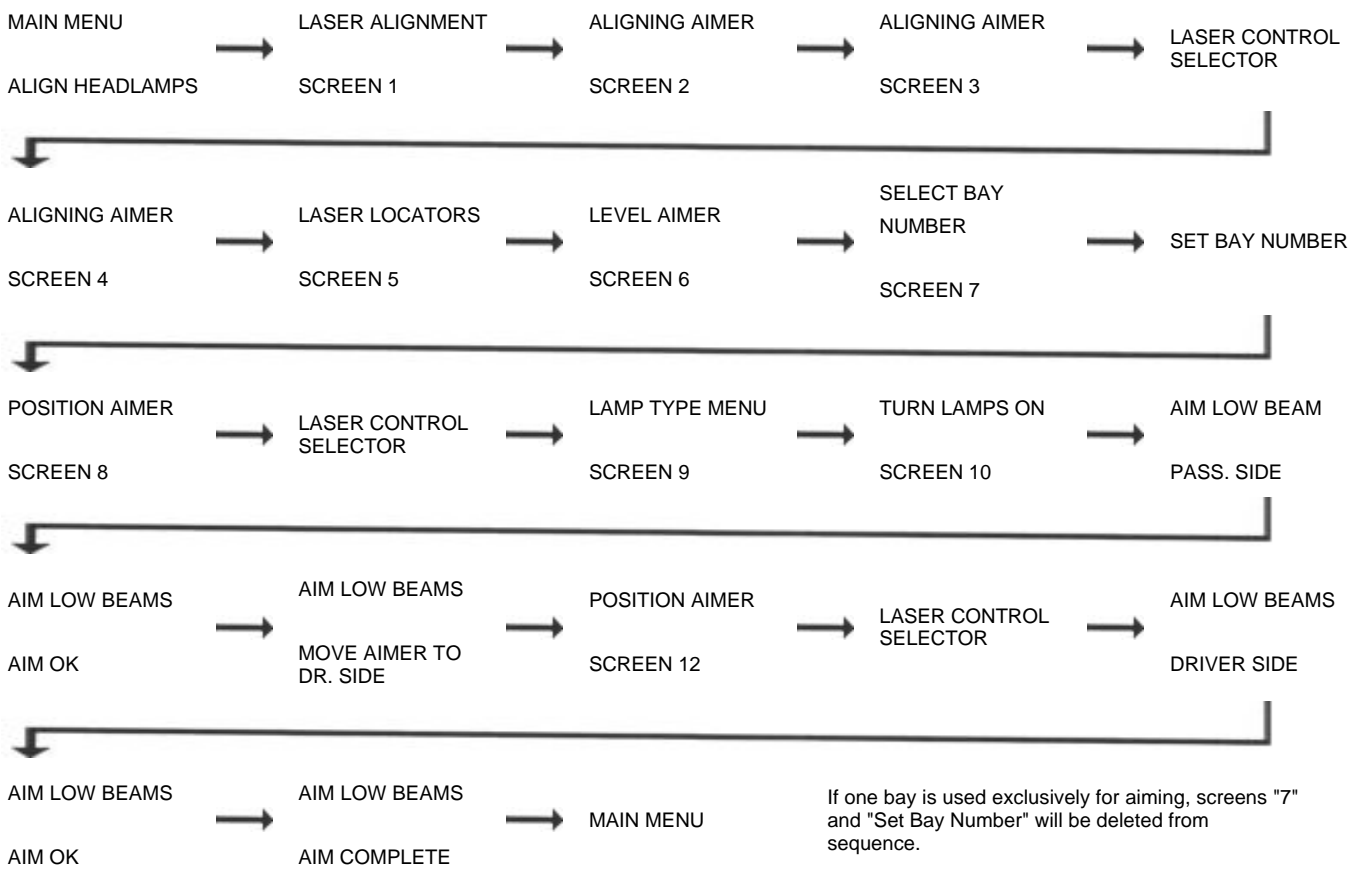 MAIN MENU
ALIGN HEADLAMPS
LASER ALIGNMENT
SCREEN 1
ALIGNING AIMER
SCREEN 2
ALIGNING AIMER
SCREEN 3
LASER CONTROL
SELECTOR
ALIGNING AIMER
SCREEN 4
LASER LOCATORS
SCREEN 5
LEVEL AIMER
SCREEN 6
SELECT BAY
NUMBER
SCREEN 7
SET BAY NUMBER
POSITION AIMER
SCREEN 8
LASER CONTROL
SELECTOR
LAMP TYPE MENU
SCREEN 9
TURN LAMPS ON
SCREEN 10
AIM LOW BEAM
PASS. SIDE
AIM LOW BEAMS
AIM OK
AIM LOW BEAMS
MOVE AIMER TO
DR. SIDE
POSITION AIMER
SCREEN 12
LASER CONTROL
SELECTOR
AIM LOW BEAMS
DRIVER SIDE
AIM LOW BEAMS
AIM OK
AIM LOW BEAMS
AIM COMPLETE
MAIN MENU
If one bay is used exclusively for aiming, screens "7"
and "Set Bay Number" will be deleted from
sequence.